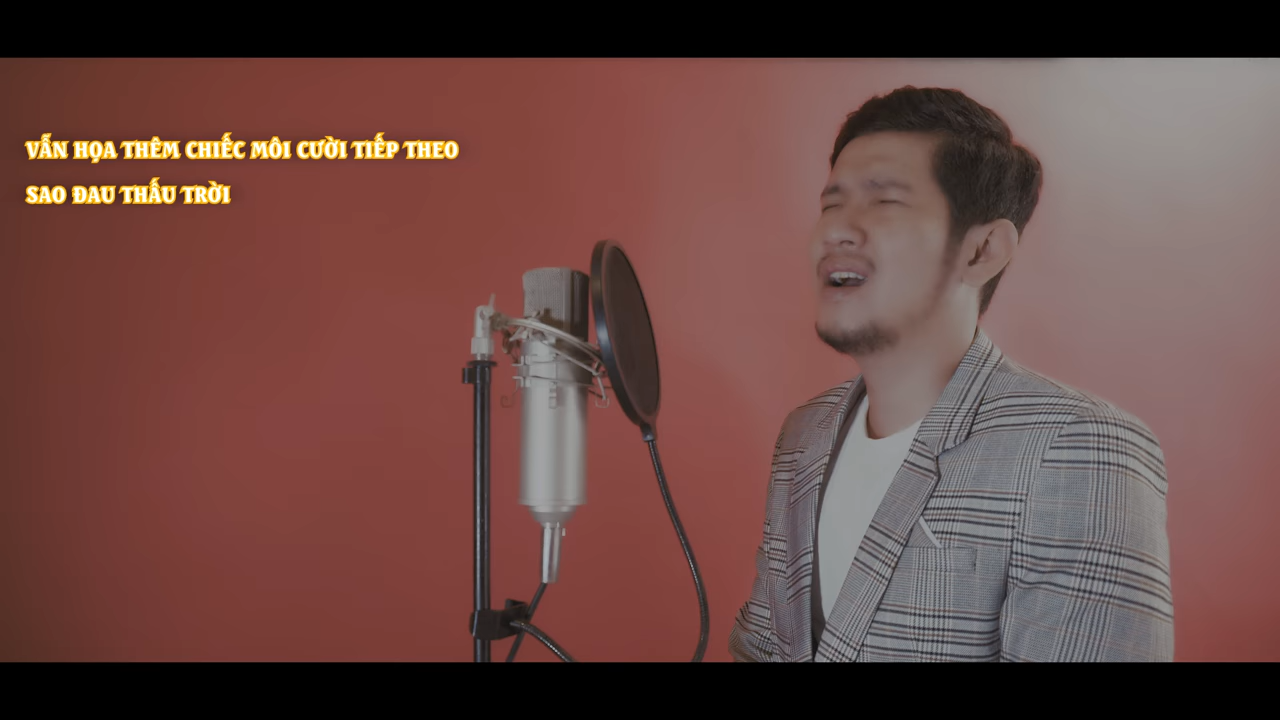 VẪN HỌA THÊM CHIẾC MÔI CƯỜI TIẾP THEO
SAO ĐAU THẤU TRỜI